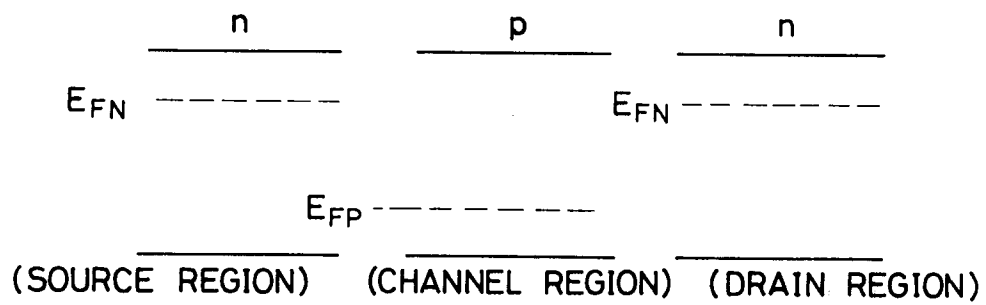 n p n
E_FN E_FN
E_FP
(SOURCE REGION) (CHANNEL REGION) (DRAIN REGION)